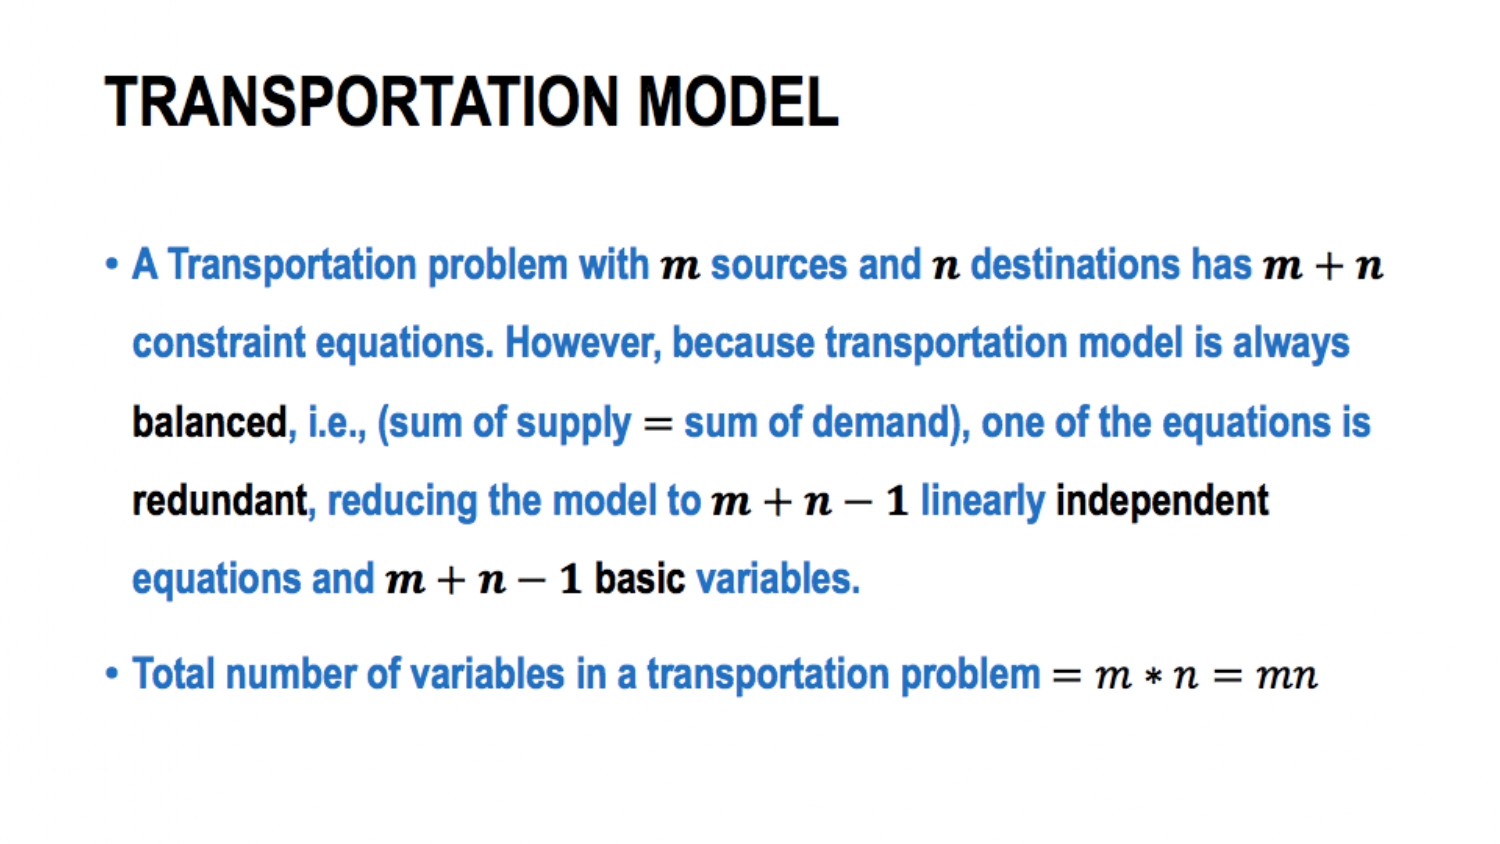 TRANSPORTATION MODEL
• A Transportation problem with m sources and n destinations has m + n
constraint equations. However, because transportation model is always
balanced, i.e., (sum of supply = sum of demand), one of the equations is
redundant, reducing the model to m + n − 1 linearly independent
equations and m + n − 1 basic variables.
• Total number of variables in a transportation problem = m ∗ n = mn